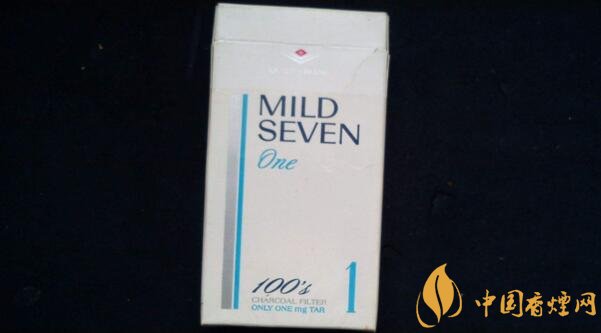 MILD
SEVEN
One
100's
CHARCOAL FILTER
ONLY ONE mg TAR
1
中国香烟网